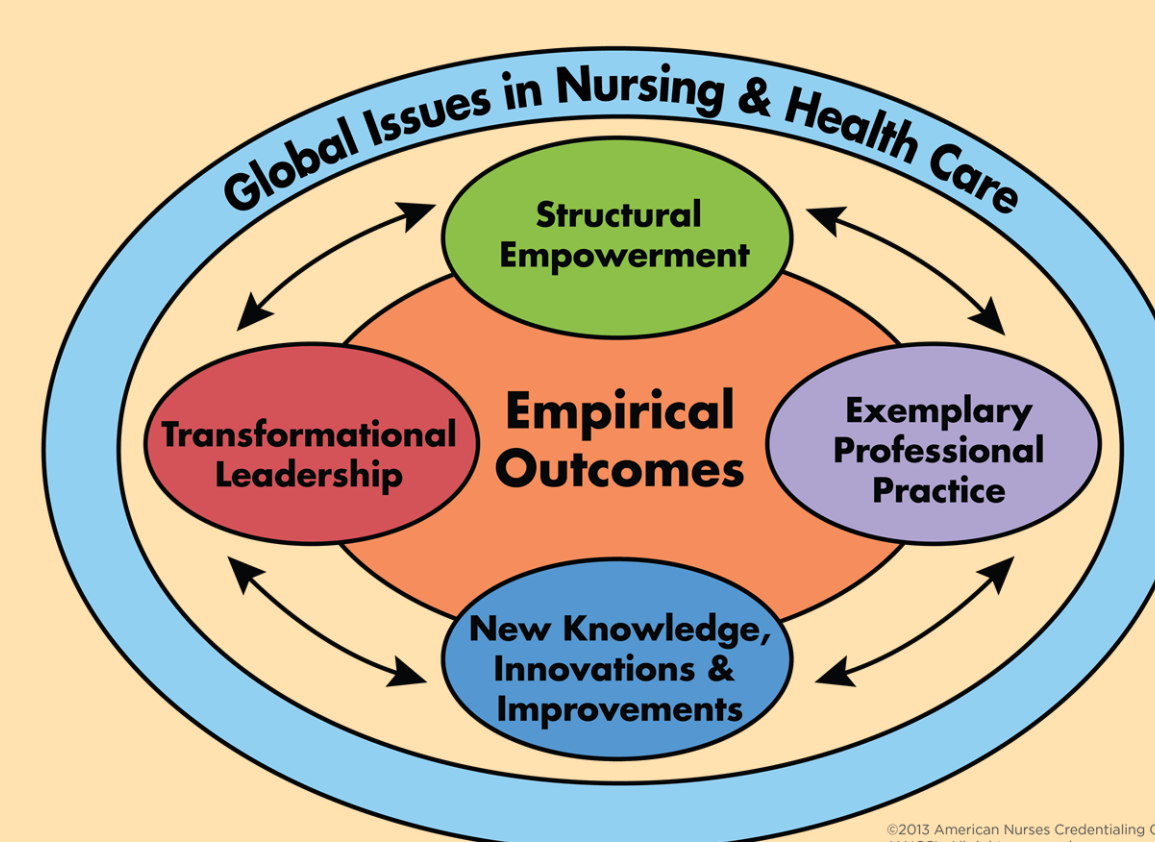 Global Issues in Nursing & Health Care
Structural
Empowerment
Transformational
Leadership
Empirical
Outcomes
Exemplary
Professional
Practice
New Knowledge,
Innovations &
Improvements
©2013 American Nurses Credentialing